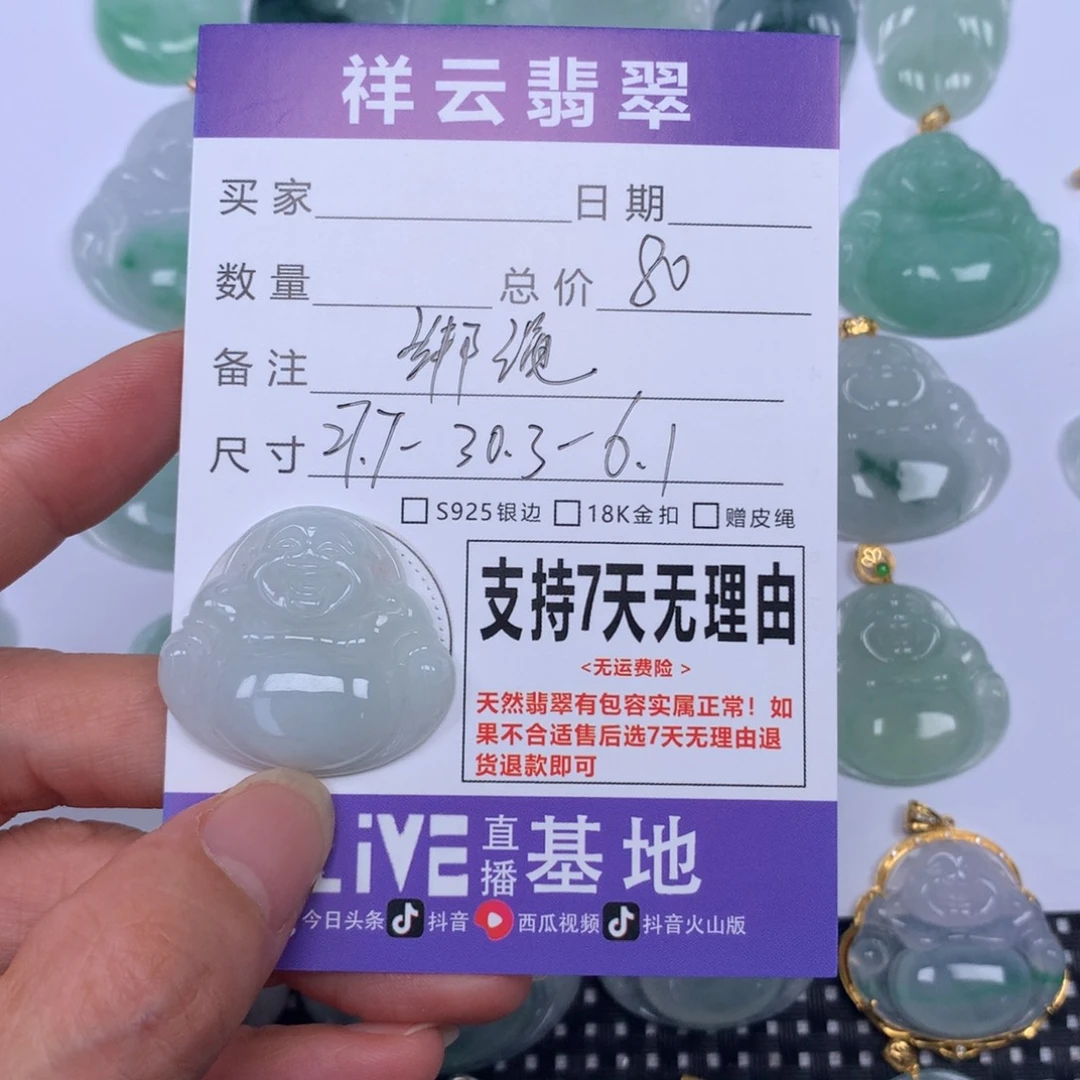 祥云翡翠
买家 日期
数量 总价 80
备注 绑绳
尺寸 27.7-30.3-6.1
S925银边 18K金扣 赠皮绳
支持7天无理由
<无运费险>
天然翡翠有包容实属正常！如
果不合适售后选7天无理由退
货退款即可
LiVE直播基地
今日头条 抖音 西瓜视频 抖音火山版